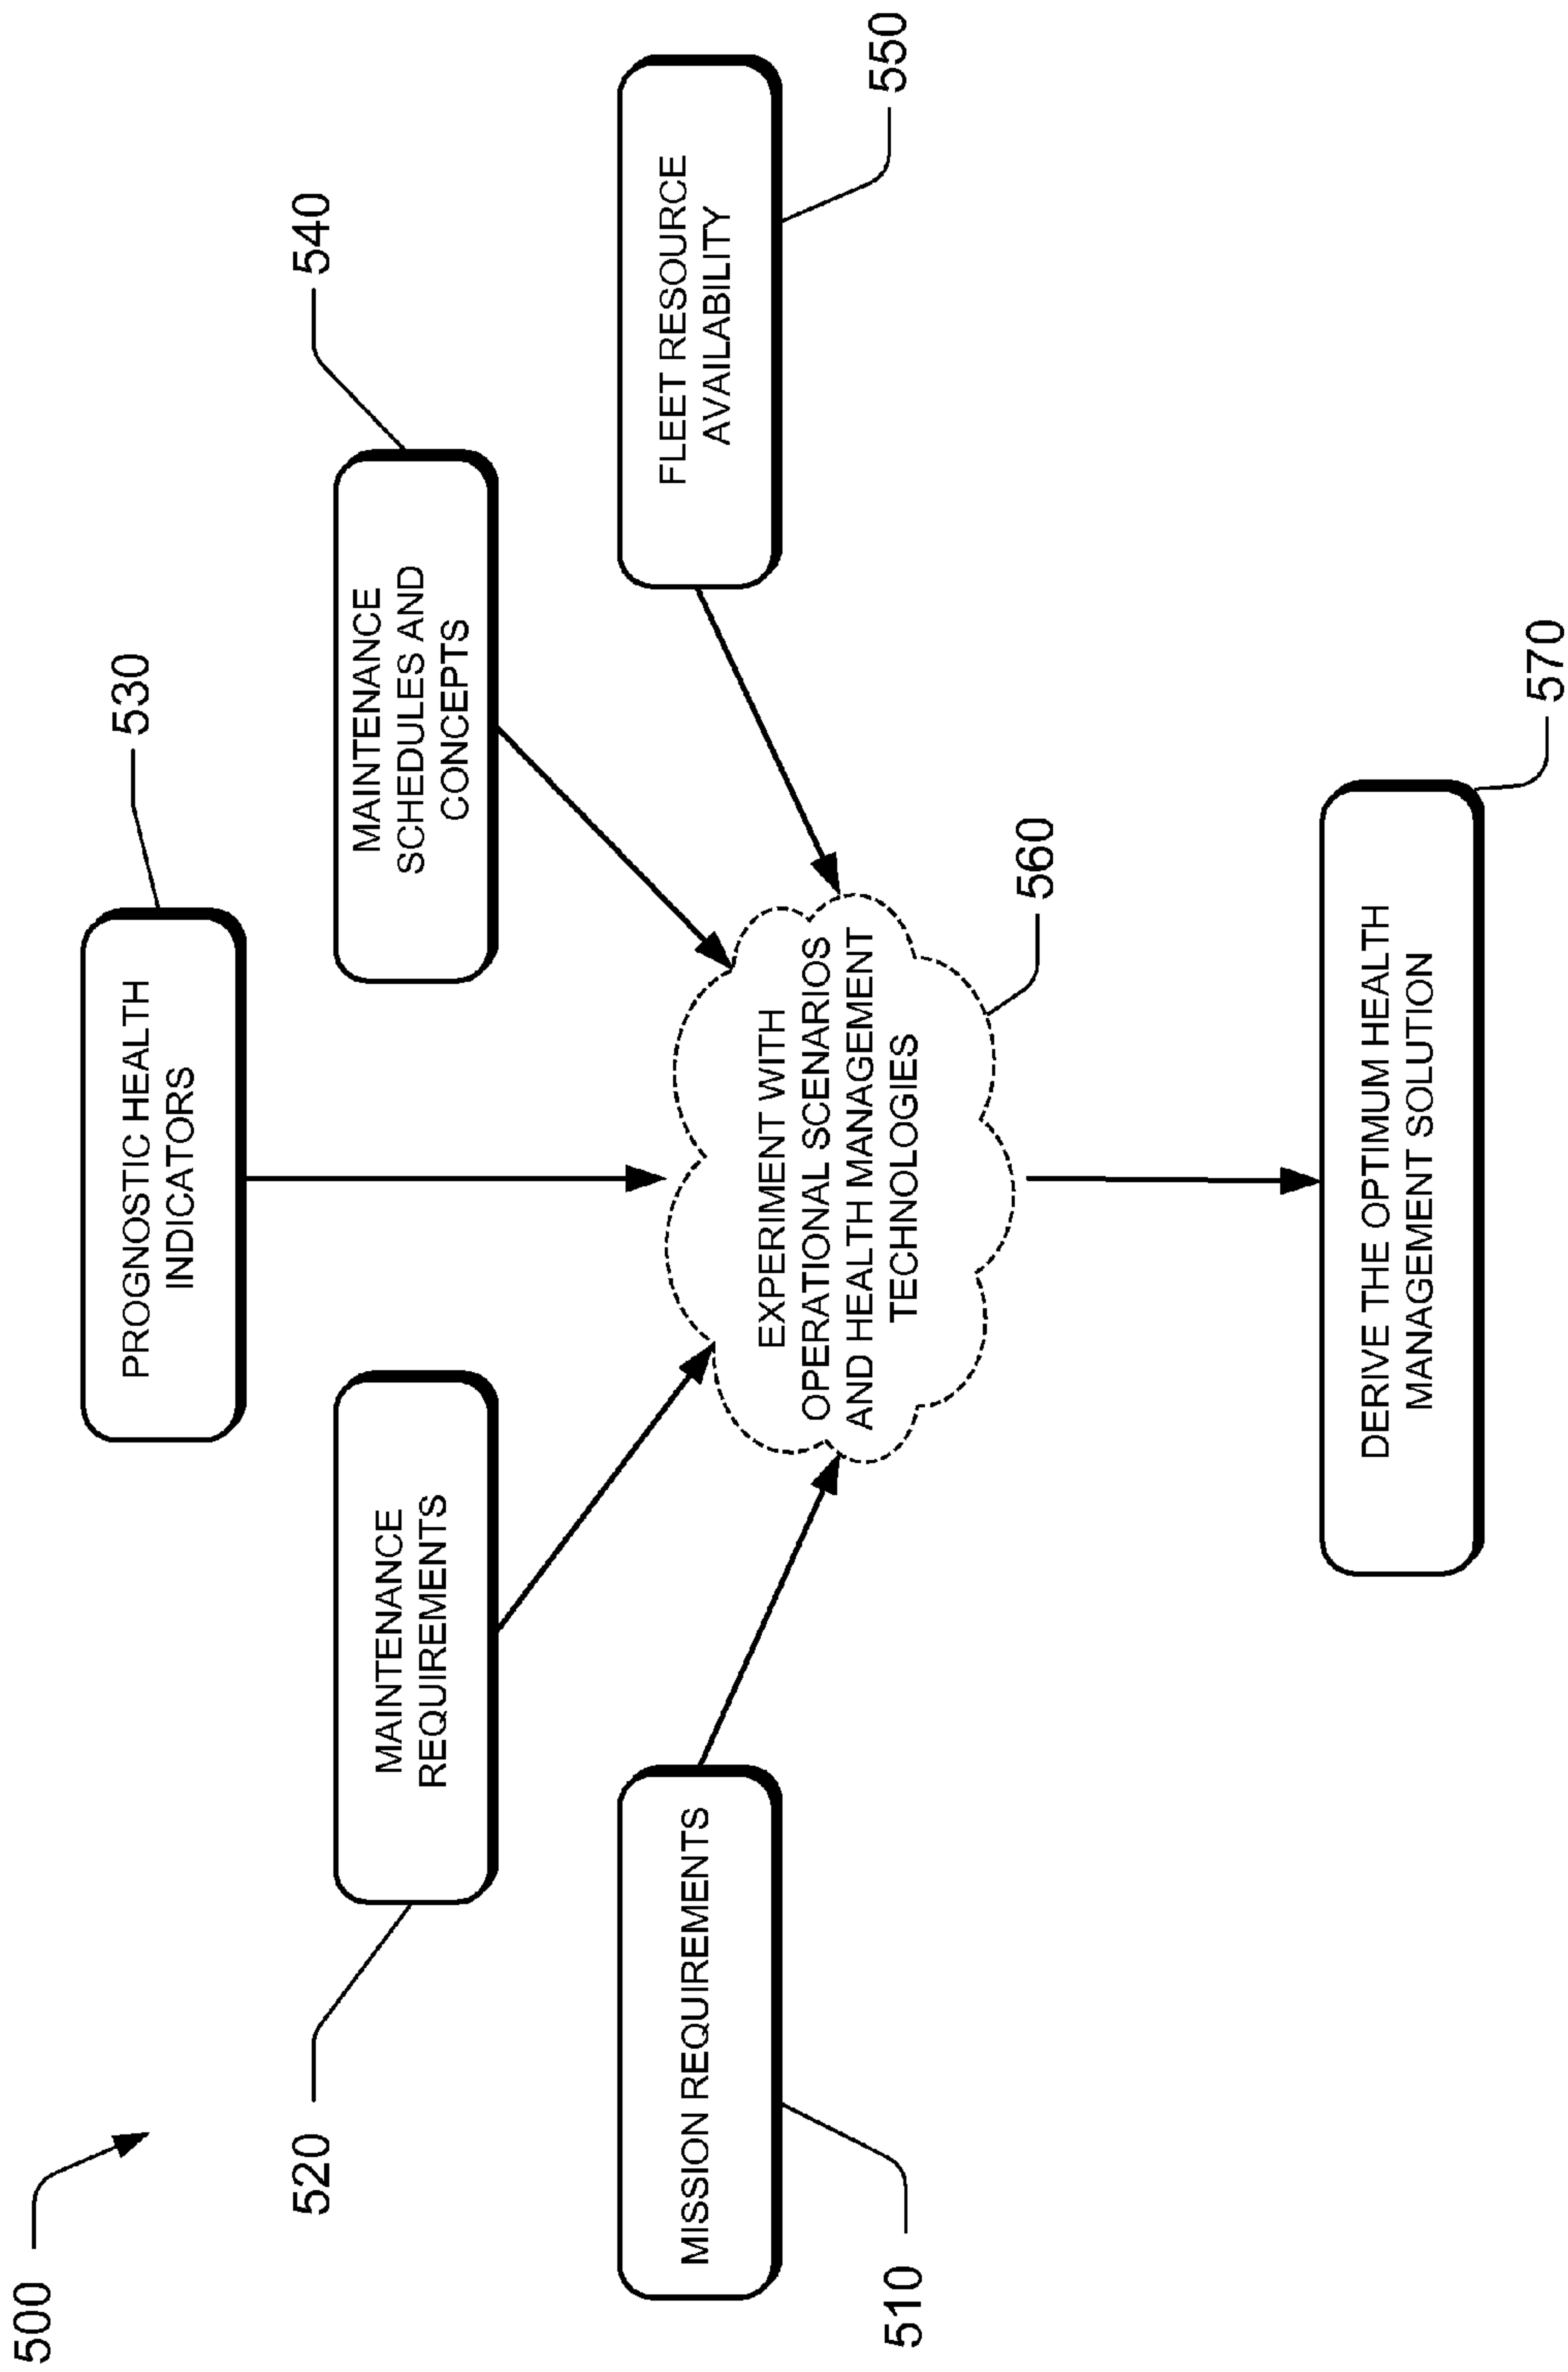 500
530
PROGNOSTIC HEALTH
INDICATORS
520
MAINTENANCE
REQUIREMENTS
540
MAINTENANCE
SCHEDULES AND
CONCEPTS
MISSION REQUIREMENTS
510
FLEET RESOURCE
AVAILABILITY
550
EXPERIMENT WITH
OPERATIONAL SCENARIOS
AND HEALTH MANAGEMENT
TECHNOLOGIES
560
DERIVE THE OPTIMUM HEALTH
MANAGEMENT SOLUTION
570